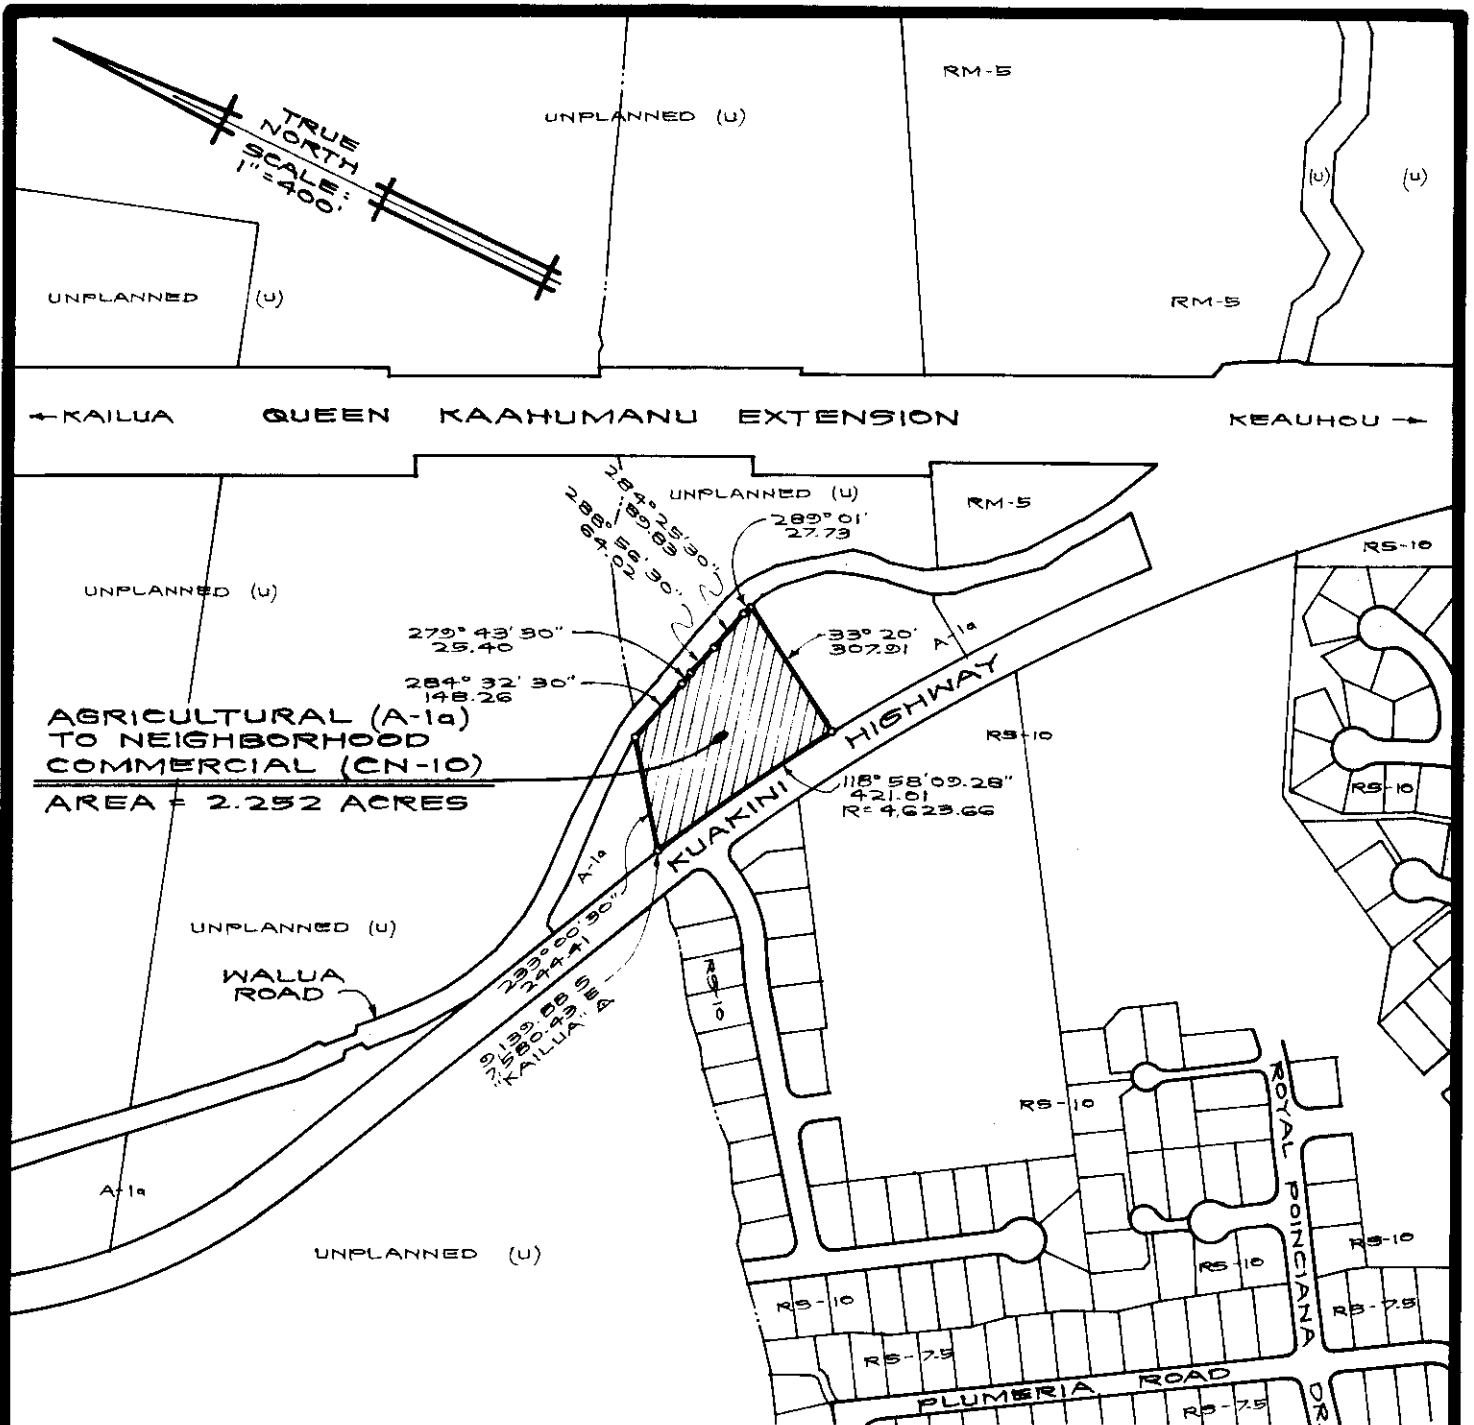 RM-5
UNPLANNED (U)
TRUE
NORTH
SCALE:
1"=400'
(U)
(U)
UNPLANNED (U)
RM-5
← KAILUA
QUEEN KAAHUMANU EXTENSION
KEAUHOU →
284° 25' 30"
89.83
288° 56' 30"
64.02
UNPLANNED (U)
289° 01'
27.73
RM-5
RS-10
UNPLANNED (U)
279° 43' 30"
25.40
33° 20'
307.91
A-1a
284° 32' 30"
148.26
AGRICULTURAL (A-1a)
TO NEIGHBORHOOD
COMMERCIAL (CN-10)
AREA = 2.252 ACRES
KUAKINI HIGHWAY
RS-10
118° 58' 09.28"
421.01
R=4,623.66
RS-10
A-1a
UNPLANNED (U)
WALUA
ROAD
233° 00' 30"
244.41
KAILUA"
RS-10
RS-10
A-1a
UNPLANNED (U)
ROYAL POINCIANA DR
RS-10
RS-10
RS-10
RS-7.5
RS-7.5
PLUMERIA ROAD
RS-7.5